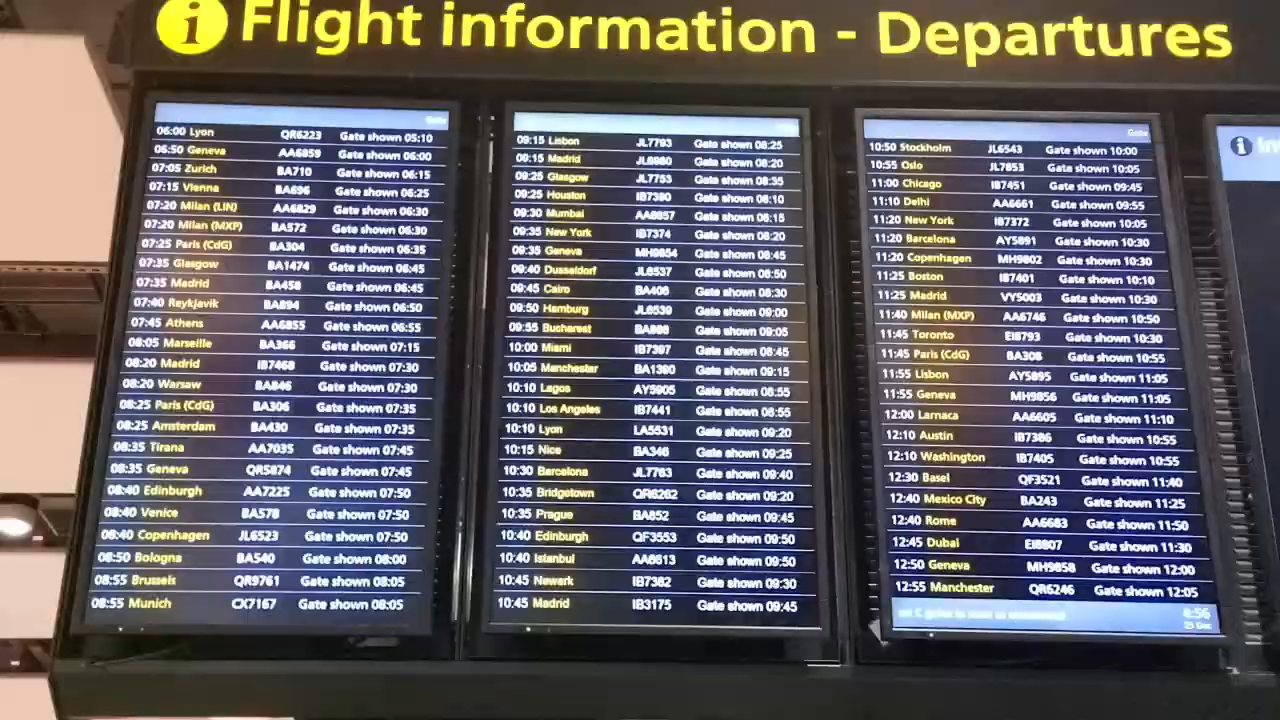 i Flight information - Departures
Gate
06:00 Lyon QR6223 Gate shown 05:10
06:50 Geneva AA6859 Gate shown 06:00
07:05 Zurich BA710 Gate shown 06:15
07:15 Vienna BA696 Gate shown 06:25
07:20 Milan (LIN) AA6829 Gate shown 06:30
07:20 Milan (MXP) BA572 Gate shown 06:30
07:25 Paris (CdG) BA304 Gate shown 06:35
07:35 Glasgow BA1474 Gate shown 06:45
07:35 Madrid BA458 Gate shown 06:45
07:40 Reykjavik BA894 Gate shown 06:50
07:45 Athens AA6855 Gate shown 06:55
08:05 Marseille BA366 Gate shown 07:15
08:20 Madrid IB7468 Gate shown 07:30
08:20 Warsaw BA846 Gate shown 07:30
08:25 Paris (CdG) BA306 Gate shown 07:35
08:25 Amsterdam BA430 Gate shown 07:35
08:35 Tirana AA7035 Gate shown 07:45
08:35 Geneva QR5874 Gate shown 07:45
08:40 Edinburgh AA7225 Gate shown 07:50
08:40 Venice BA578 Gate shown 07:50
08:40 Copenhagen JL6523 Gate shown 07:50
08:50 Bologna BA540 Gate shown 08:00
08:55 Brussels QR9761 Gate shown 08:05
08:55 Munich CX7167 Gate shown 08:05
09:15 Lisbon JL7793 Gate shown 08:25
09:15 Madrid Gate shown 08:20
09:25 Glasgow JL7753 Gate shown 08:35
09:25 Houston IB7390 Gate shown 08:10
09:30 Mumbai Gate shown 08:15
09:35 New York IB7374 Gate shown 08:20
09:35 Geneva MH9854 Gate shown 08:45
09:40 Dusseldorf JL6537 Gate shown 08:50
09:45 Cairo BA406 Gate shown 08:30
09:50 Hamburg JL6539 Gate shown 09:00
09:55 Bucharest Gate shown 09:05
10:00 Miami IB7397 Gate shown 08:45
10:05 Manchester BA1390 Gate shown 09:15
10:10 Lagos AY5905 Gate shown 08:55
10:10 Los Angeles IB7441 Gate shown 08:55
10:10 Lyon LA5531 Gate shown 09:20
10:15 Nice BA346 Gate shown 09:25
10:30 Barcelona JL7763 Gate shown 09:40
10:35 Bridgetown QR6262 Gate shown 09:20
10:35 Prague BA852 Gate shown 09:45
10:40 Edinburgh QF3553 Gate shown 09:50
10:40 Istanbul AA6613 Gate shown 09:50
10:45 Newark IB7382 Gate shown 09:30
10:45 Madrid IB3175 Gate shown 09:45
Gate
10:50 Stockholm JL6543 Gate shown 10:00
10:55 Oslo JL7853 Gate shown 10:05
11:00 Chicago IB7451 Gate shown 09:45
11:10 Delhi AA6661 Gate shown 09:55
11:20 New York IB7372 Gate shown 10:05
11:20 Barcelona AY5891 Gate shown 10:30
11:20 Copenhagen MH9802 Gate shown 10:30
11:25 Boston IB7401 Gate shown 10:10
11:25 Madrid VY5003 Gate shown 10:30
11:40 Milan (MXP) AA6746 Gate shown 10:50
11:45 Toronto EI8793 Gate shown 10:30
11:45 Paris (CdG) BA308 Gate shown 10:55
11:55 Lisbon AY5895 Gate shown 11:05
11:55 Geneva MH9856 Gate shown 11:05
12:00 Larnaca AA6605 Gate shown 11:10
12:10 Austin IB7386 Gate shown 10:55
12:10 Washington IB7405 Gate shown 10:55
12:30 Basel QF3521 Gate shown 11:40
12:40 Mexico City BA243 Gate shown 11:25
12:40 Rome AA6683 Gate shown 11:50
12:45 Dubai EI8807 Gate shown 11:30
12:50 Geneva MH9858 Gate shown 12:00
12:55 Manchester QR6246 Gate shown 12:05
8:56
25 Dec
i